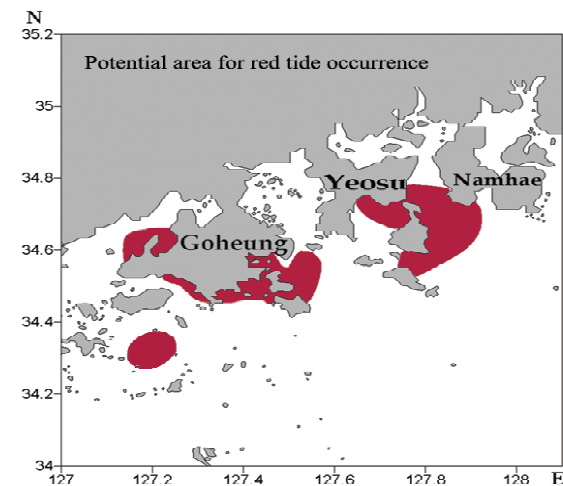 N
35.2
Potential area for red tide occurrence
35
34.8
Yeosu
Namhae
Goheung
34.6
34.4
34.2
34
127
127.2
127.4
127.6
127.8
128
E